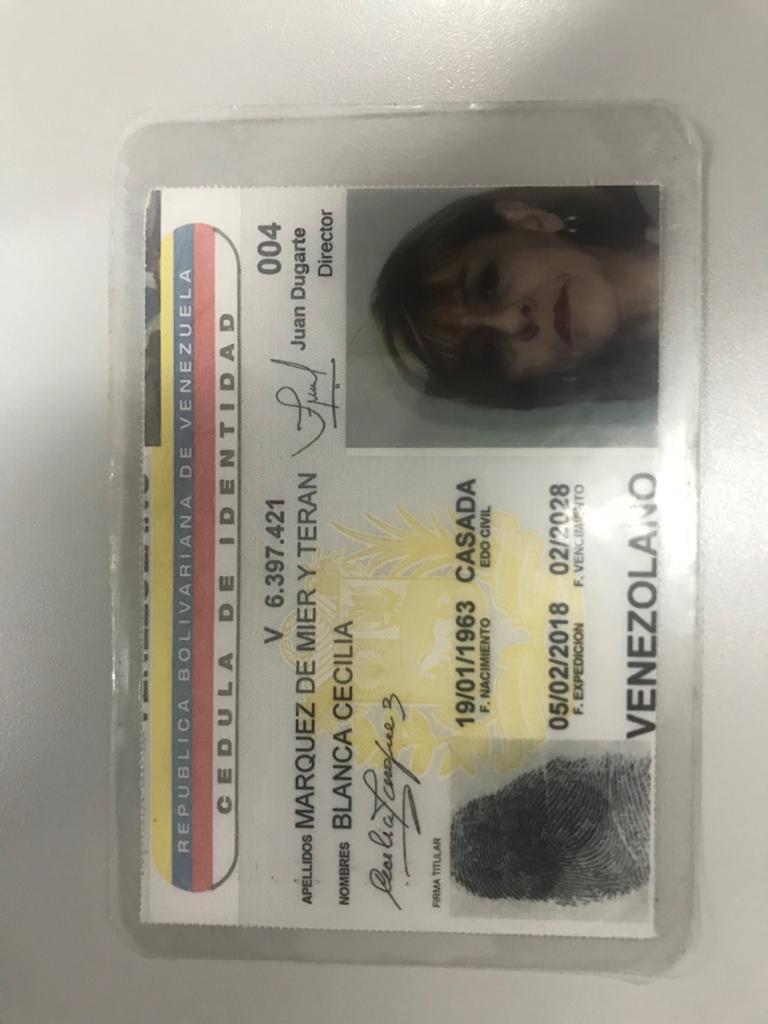 REPUBLICA BOLIVARIANA DE VENEZUELA
CEDULA DE IDENTIDAD
V 6.397.421
004
APELLIDOS MARQUEZ DE MIER Y TERAN
Juan Dugarte
Director
NOMBRES BLANCA CECILIA
FIRMA TITULAR
19/01/1963 CASADA
F. NACIMIENTO EDO CIVIL
05/02/2018 02/2028
F. EXPEDICION F. VENCIMIENTO
VENEZOLANO